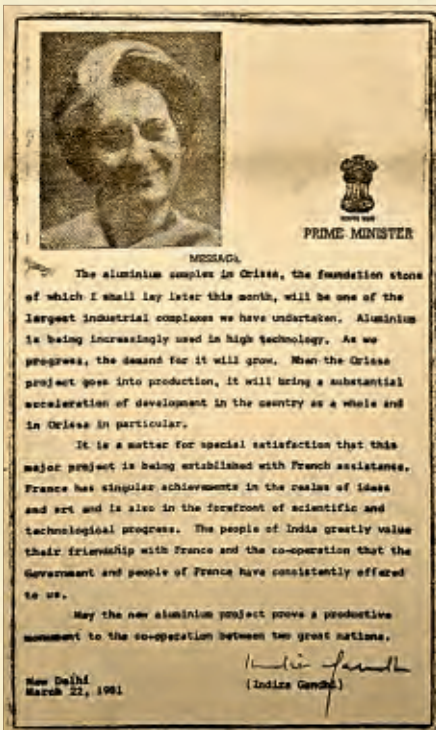 PRIME MINISTER
MESSAGE
The aluminium complex in Orissa, the foundation stone
of which I shall lay later this month, will be one of the
largest industrial complexes we have undertaken. Aluminium
is being increasingly used in high technology. As we
progress, the demand for it will grow. When the Orissa
project goes into production, it will bring a substantial
acceleration of development in the country as a whole and
in Orissa in particular.
It is a matter for special satisfaction that this
major project is being established with French assistance.
France has singular achievements in the realms of ideas
and art and is also in the forefront of scientific and
technological progress. The people of India greatly value
their friendship with France and the co-operation that the
Government and people of France have consistently offered
to us.
May the new aluminium project prove a productive
monument to the co-operation between two great nations.
Indira Gandhi
New Delhi (Indira Gandhi)
March 22, 1981